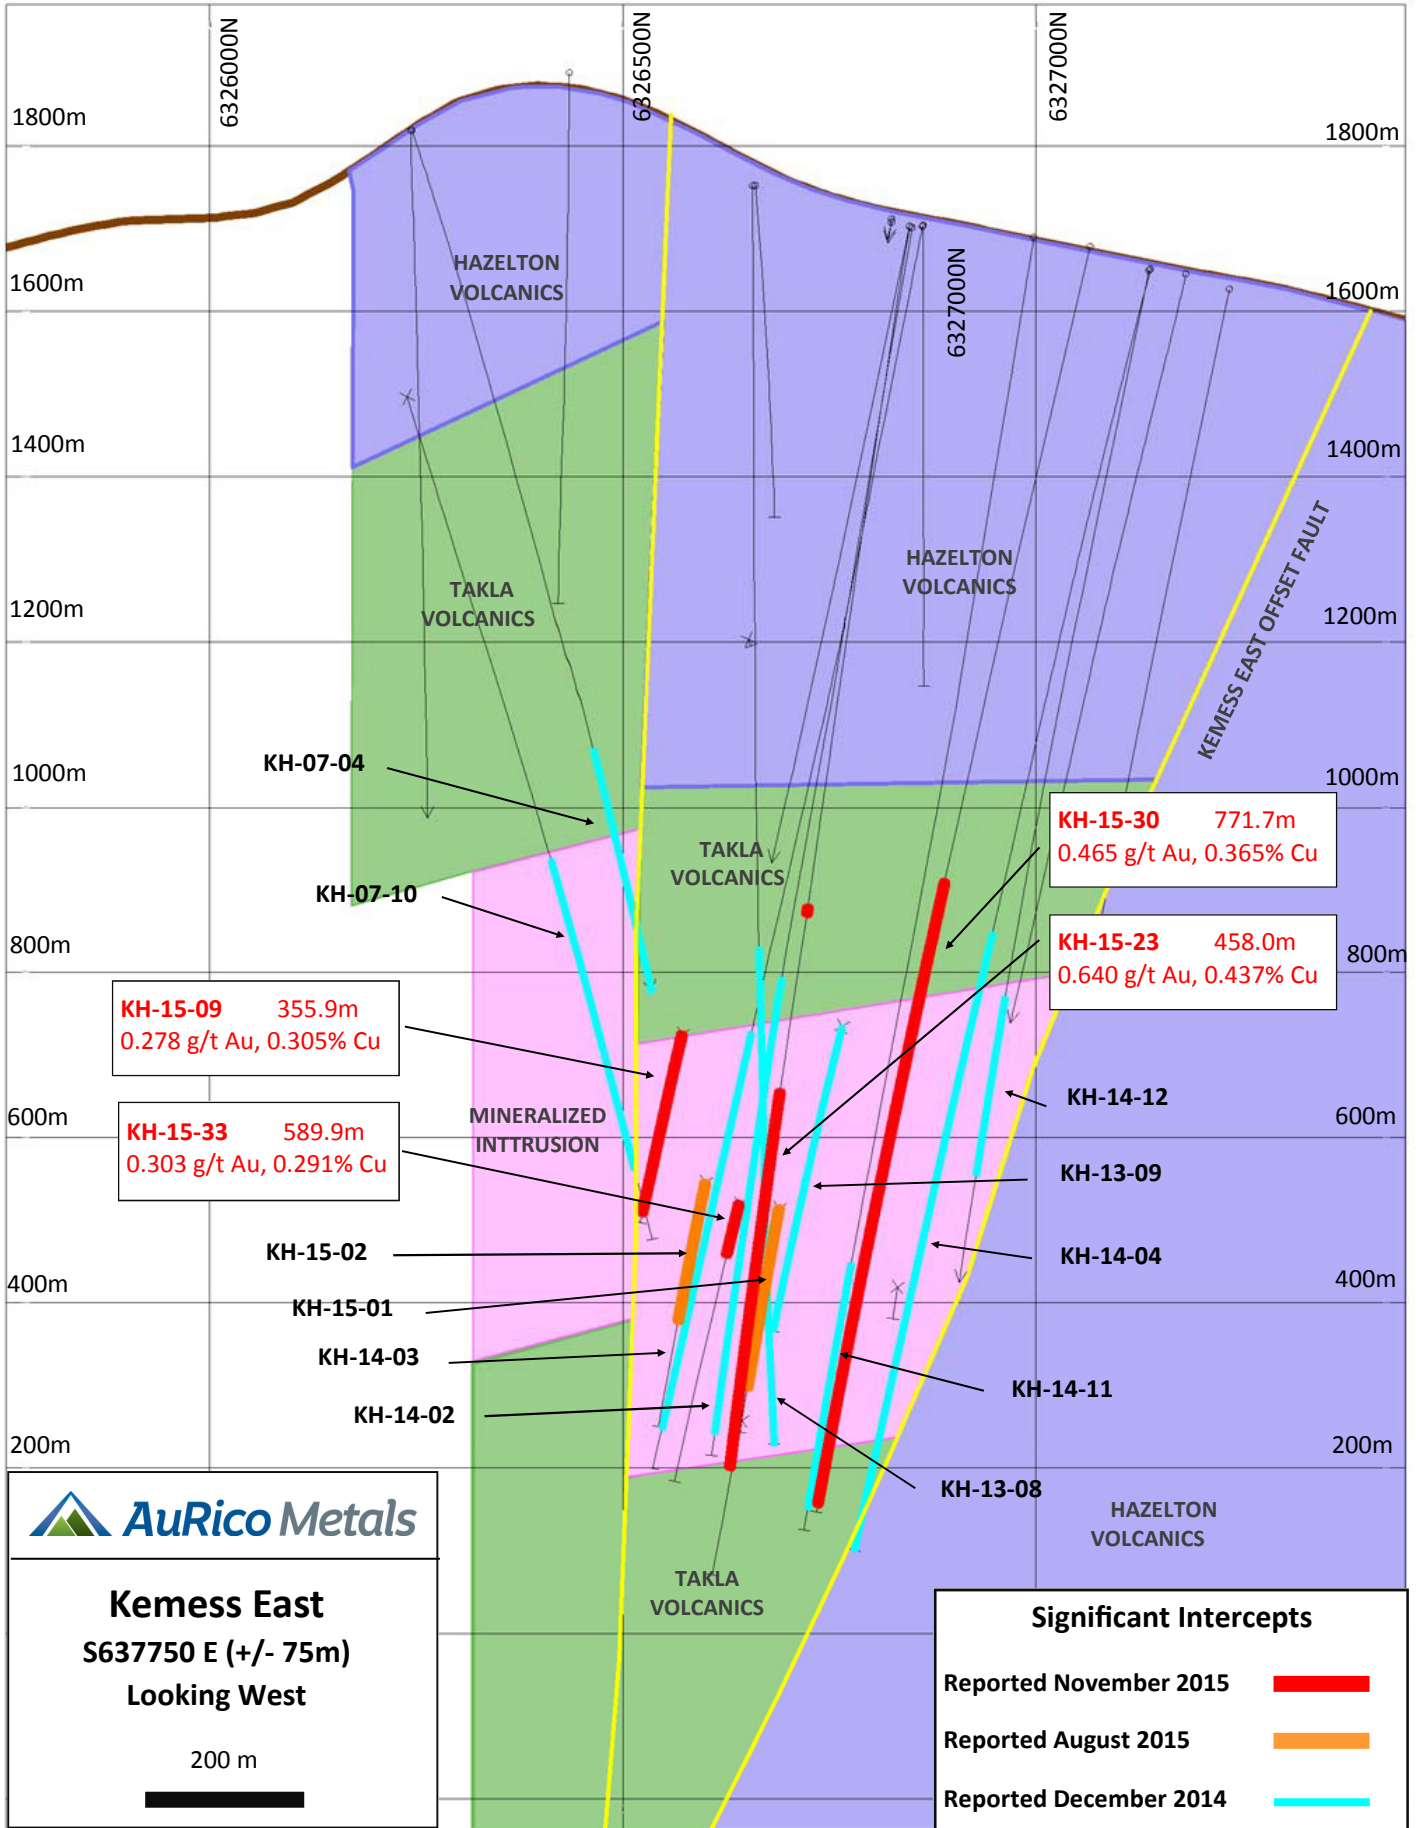 6326000N
6326500N
6327000N
1800m
1800m
HAZELTON
VOLCANICS
1600m
1600m
6327000N
1400m
1400m
KEMESS EAST OFFSET FAULT
HAZELTON
VOLCANICS
TAKLA
VOLCANICS
1200m
1200m
KH-07-04
1000m
1000m
KH-15-30 771.7m
0.465 g/t Au, 0.365% Cu
TAKLA
VOLCANICS
KH-07-10
800m
800m
KH-15-23 458.0m
0.640 g/t Au, 0.437% Cu
KH-15-09 355.9m
0.278 g/t Au, 0.305% Cu
MINERALIZED
INTTRUSION
KH-14-12
600m
600m
KH-15-33 589.9m
0.303 g/t Au, 0.291% Cu
KH-13-09
KH-15-02
KH-14-04
400m
400m
KH-15-01
KH-14-03
KH-14-11
KH-14-02
200m
200m
KH-13-08
HAZELTON
VOLCANICS
TAKLA
VOLCANICS
AuRico Metals
Kemess East
S637750 E (+/- 75m)
Looking West
200 m
Significant Intercepts
Reported November 2015
Reported August 2015
Reported December 2014